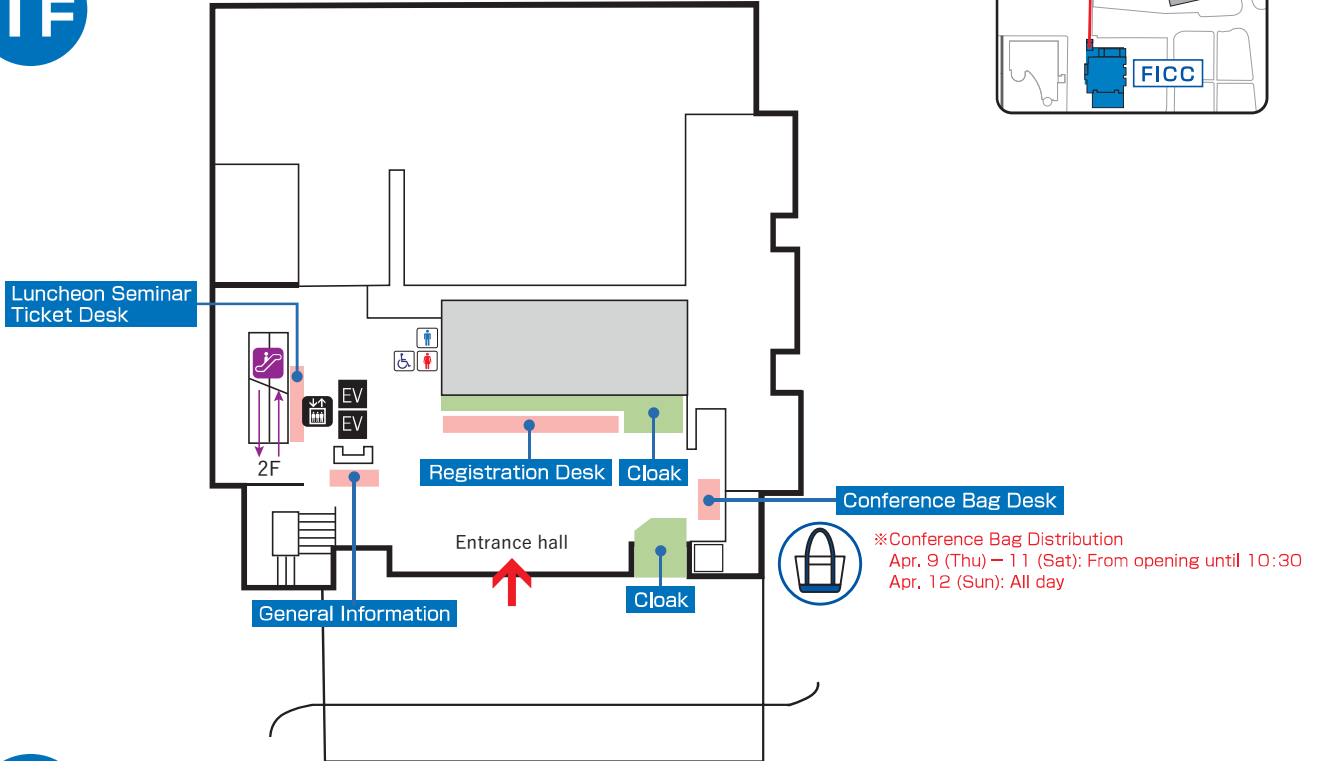 1F
FICC
Luncheon Seminar
Ticket Desk
EV
EV
2F
Registration Desk
Cloak
Conference Bag Desk
※Conference Bag Distribution
Apr. 9 (Thu) – 11 (Sat): From opening until 10:30
Apr. 12 (Sun): All day
Entrance hall
Cloak
General Information